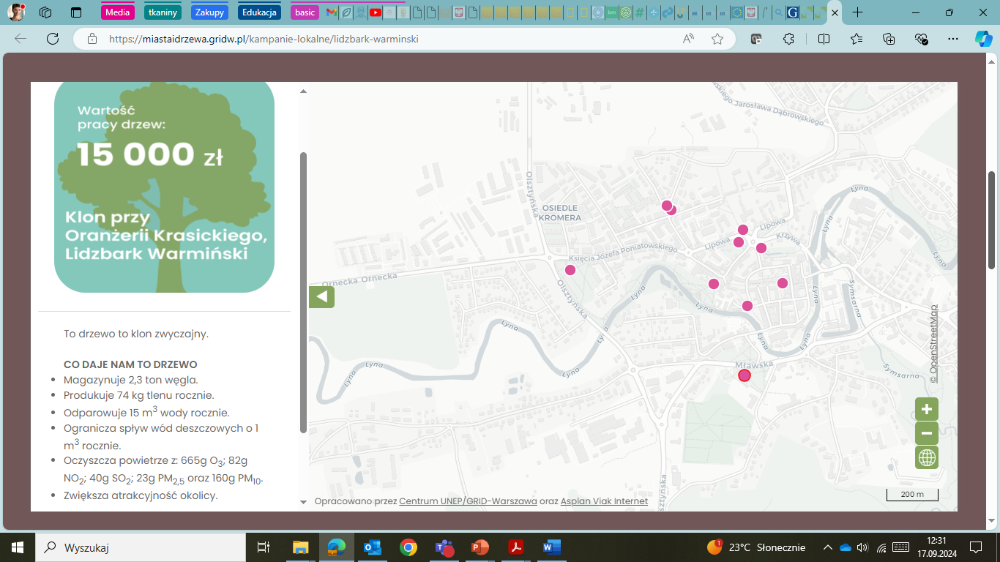 Media
tkaniny
Zakupy
Edukacja
basic
https://miastaidrzewa.gridw.pl/kampanie-lokalne/lidzbark-warminski
Wartość
pracy drzew:
15 000 zł
Klon przy
Oranżerii Krasickiego,
Lidzbark Warmiński
To drzewo to klon zwyczajny.
CO DAJE NAM TO DRZEWO
Magazynuje 2,3 ton węgla.
Produkuje 74 kg tlenu rocznie.
Odparowuje 15 m³ wody rocznie.
Ogranicza spływ wód deszczowych o 1
m³ rocznie.
Oczyszcza powietrze z: 665g O₃; 82g
NO₂; 40g SO₂; 23g PM2,5 oraz 160g PM10.
Zwiększa atrakcyjność okolicy.
Jarosława Dąbrowskiego
Olsztyńska
OSIEDLE
KROMERA
Łyna
Lipowa
Lipowa
Krzywa
Księcia Józefa Poniatowskiego
Ornecka Ornecka
Olsztyńska
Łyna
Łyna
Łyna
Łyna
Symsarna
Łyna
Łyna
Łyna
Łyna
Łyna
Łyna
Łyna
Mławska
Symsarna
© OpenStreetMap
+
−
200 m
Opracowano przez Centrum UNEP/GRID-Warszawa oraz Asplan Viak Internet
Wyszukaj
1
23°C Słonecznie
12:31
17.09.2024